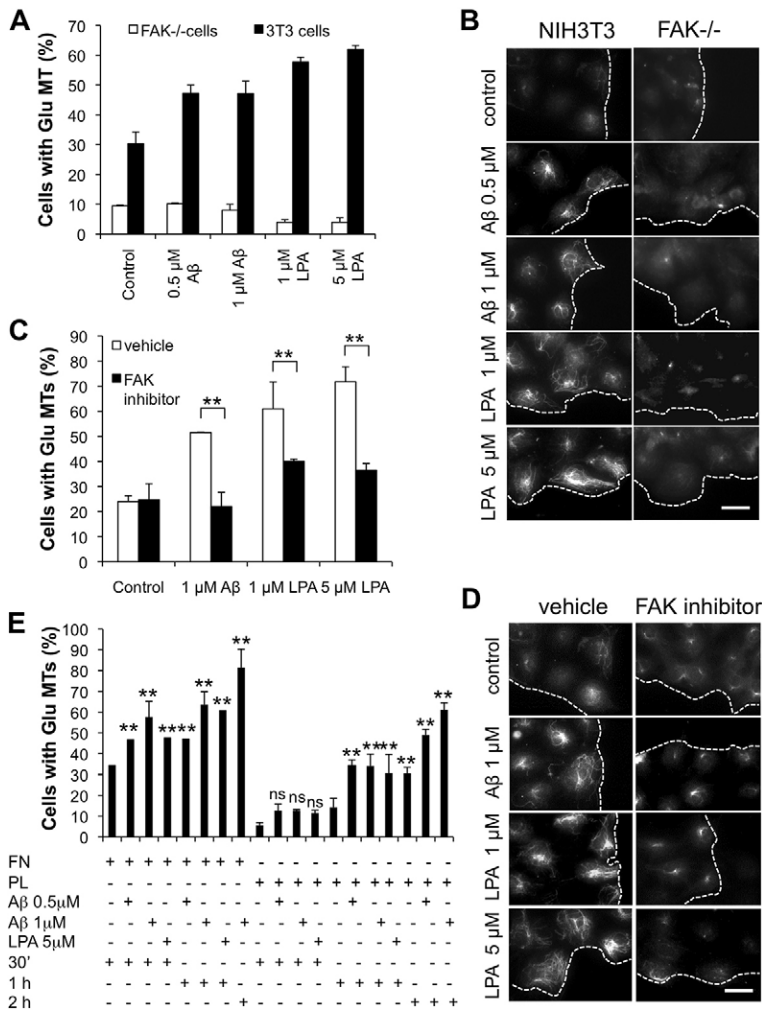 A
FAK-/-cells
3T3 cells
Cells with Glu MT (%)
70
60
50
40
30
20
10
0
Control
0.5 µM Aβ
1 µM Aβ
1 µM LPA
5 µM LPA
B
NIH3T3 FAK-/-
control
Aβ 0.5 µM
Aβ 1 µM
LPA 1 µM
LPA 5 µM
C
vehicle
FAK inhibitor
Cells with Glu MTs (%)
90
80
70
60
50
40
30
20
10
0
** ** **
Control 1 µM Aβ 1 µM LPA 5 µM LPA
D
vehicle FAK inhibitor
control
Aβ 1 µM
LPA 1 µM
LPA 5 µM
E
Cells with Glu MTs (%)
100
90
80
70
60
50
40
30
20
10
0
** ** ** ** ** ** ** ns ns ns ** ** ** ** ** **
FN + + + + + + + + - - - - - - - - - - -
PL - - - - - - - - + + + + + + + + + + +
Aβ 0.5µM - + - - + - - - - + - - - + - - - + -
Aβ 1µM - - + - - + - + - - + - - - + - - - +
LPA 5µM - - - + - - + - - - - + - - - + - - -
30' + + + + - - - - + + + + - - - - - - -
1 h - - - - + + + - - - - - + + + + - - -
2 h - - - - - - - + - - - - - - - - + + +